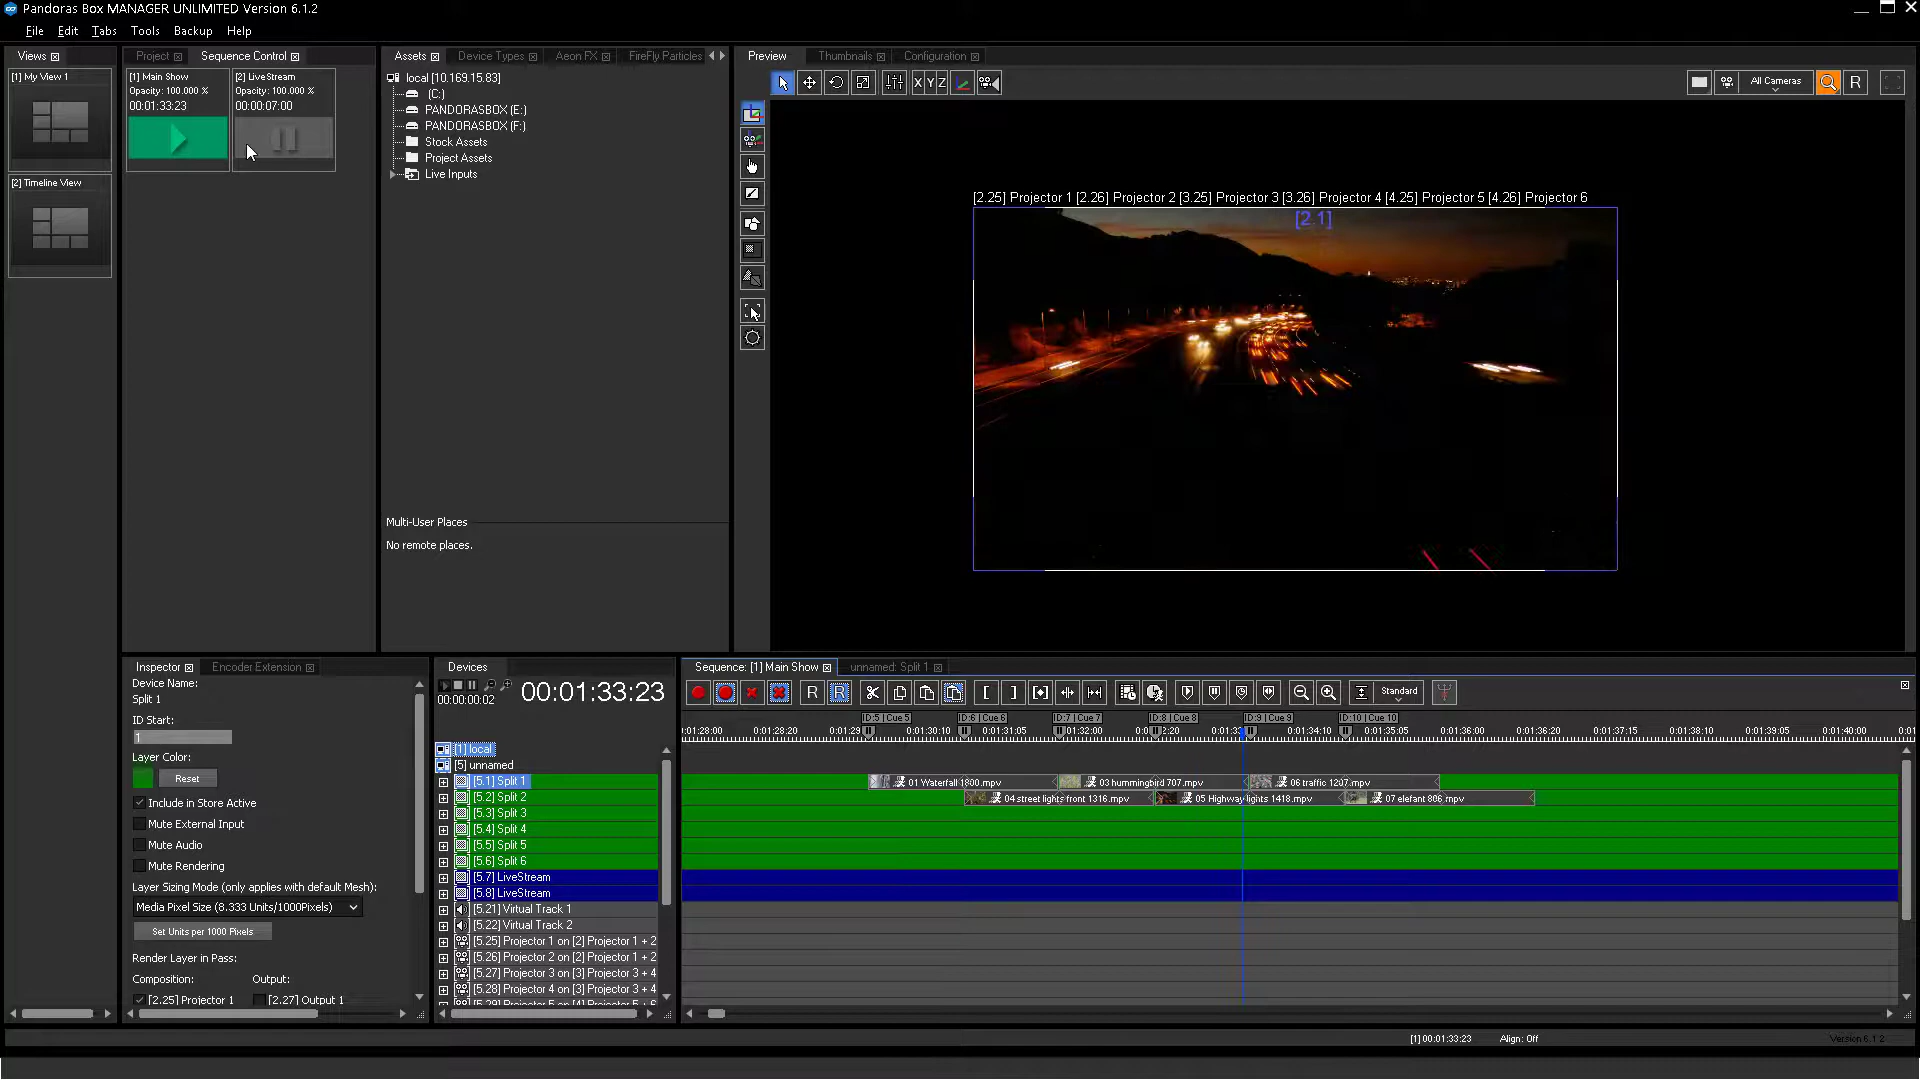 Pandoras Box MANAGER UNLIMITED Version 6.1.2
File Edit Tabs Tools Backup Help
Views
[1] My View 1
[2] Timeline View
Project Sequence Control
[1] Main Show
Opacity: 100.000 %
00:01:33:23
[2] LiveStream
Opacity: 100.000 %
00:00:07:00
Assets Device Types Aeon FX FireFly Particles
local [10.169.15.83]
(C:)
PANDORASBOX (E:)
PANDORASBOX (F:)
Stock Assets
Project Assets
Live Inputs
Multi-User Places
No remote places.
Preview Thumbnails Configuration
X Y Z
All Cameras
R
[2.25] Projector 1 [2.26] Projector 2 [3.25] Projector 3 [3.26] Projector 4 [4.25] Projector 5 [4.26] Projector 6
[2.1]
Inspector Encoder Extension
Device Name:
Split 1
ID Start:
1
Layer Color:
Reset
Include in Store Active
Mute External Input
Mute Audio
Mute Rendering
Layer Sizing Mode (only applies with default Mesh):
Media Pixel Size (8.333 Units/1000Pixels)
Set Units per 1000 Pixels
Render Layer in Pass:
Composition: Output:
[2.25] Projector 1 [2.27] Output 1
Devices
00:00:00:02
00:01:33:23
[1] local
[5] unnamed
[5.1] Split 1
[5.2] Split 2
[5.3] Split 3
[5.4] Split 4
[5.5] Split 5
[5.6] Split 6
[5.7] LiveStream
[5.8] LiveStream
[5.21] Virtual Track 1
[5.22] Virtual Track 2
[5.25] Projector 1 on [2] Projector 1 + 2
[5.26] Projector 2 on [2] Projector 1 + 2
[5.27] Projector 3 on [3] Projector 3 + 4
[5.28] Projector 4 on [3] Projector 3 + 4
[5.29] Projector 5 on [4] Projector 5 + 6
Sequence: [1] Main Show unnamed: Split 1
R R
Standard
ID:5 | Cue 5 ID:6 | Cue 6 ID:7 | Cue 7 ID:8 | Cue 8 ID:9 | Cue 9 ID:10 | Cue 10
0:01:28:00 0:01:28:20 0:01:29 0:01:30:10 0:01:31:05 0:01:32:00 2:20 0:01:33 0:01:34:10 0:01:35:05 0:01:36:00 0:01:36:20 0:01:37:15 0:01:38:10 0:01:39:05 0:01:40:00
01 Waterfall 1800.mpv 03 hummingbird 707.mpv 06 traffic 1207.mpv
04 street lights front 1316.mpv 05 Highway lights 1418.mpv 07 elefant 806.mpv
[1] 00:01:33:23 Align: Off Version 6.1.2